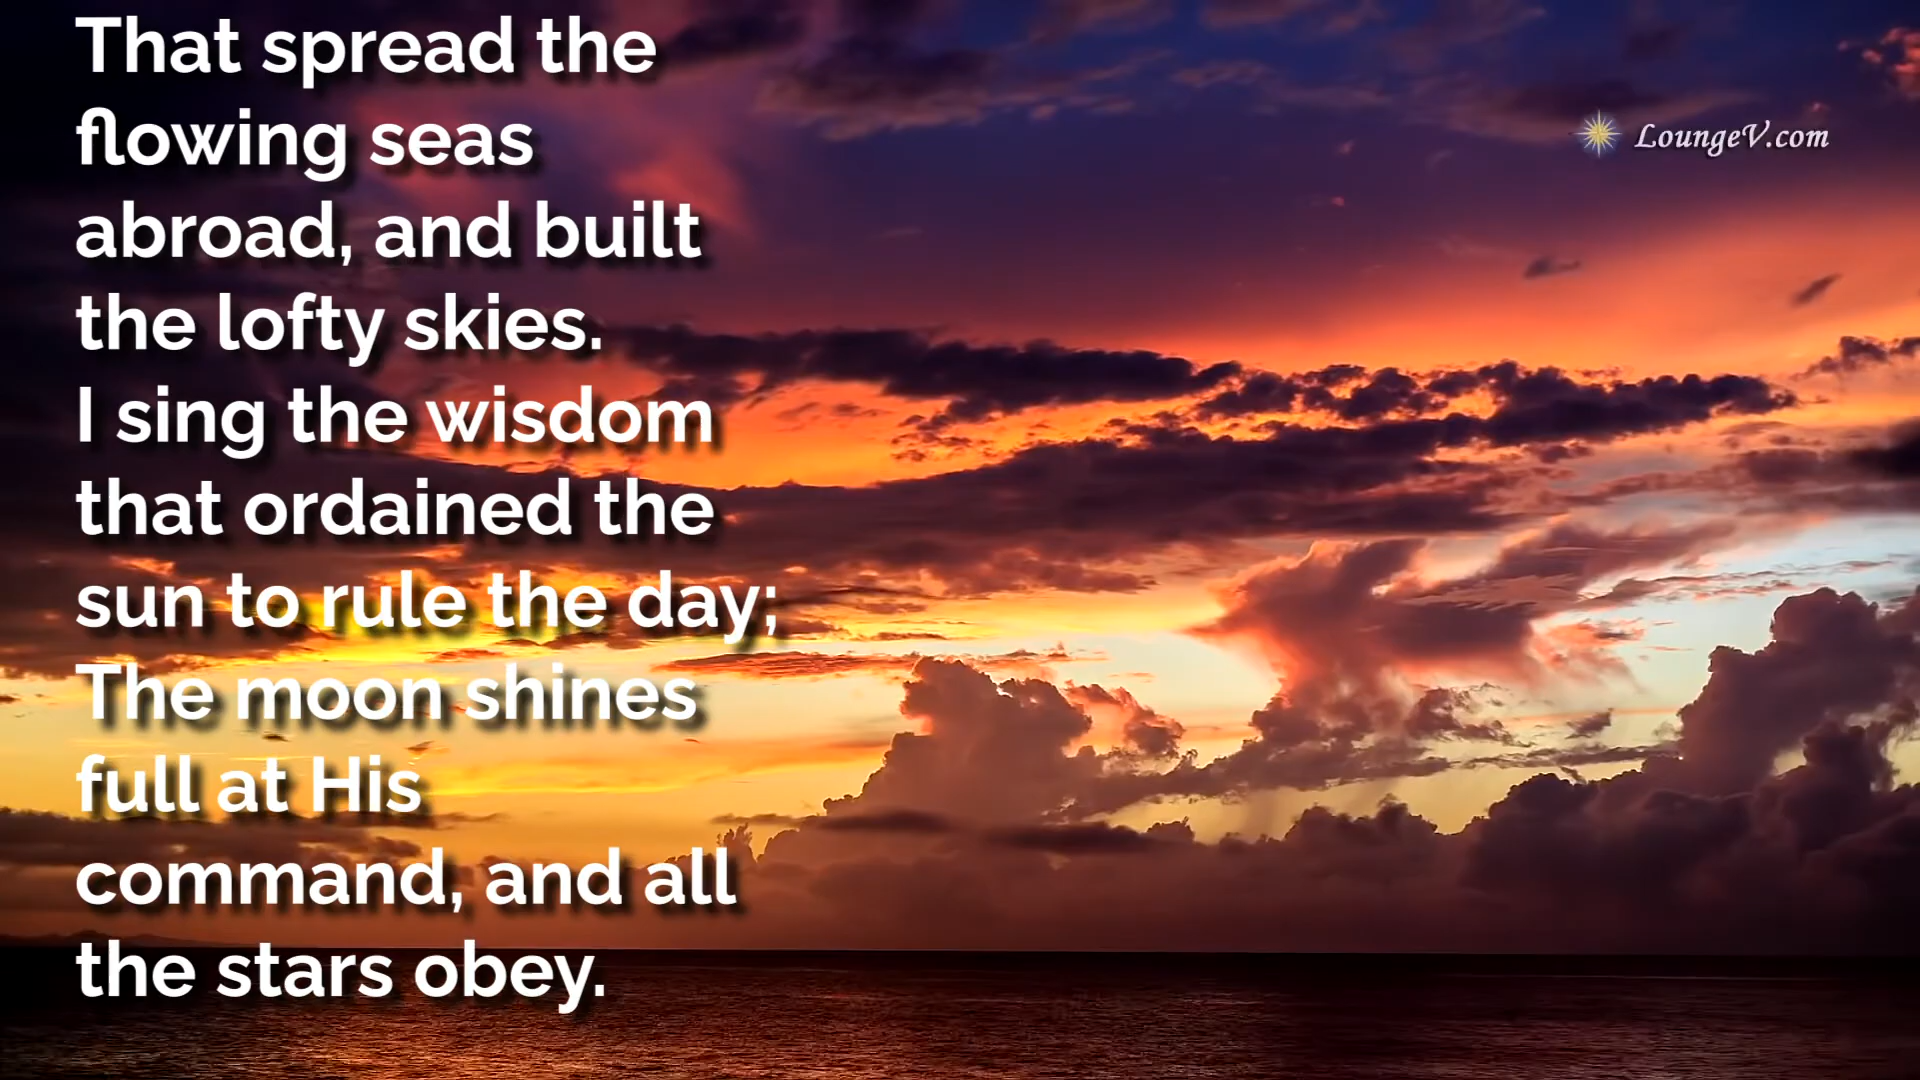 That spread the
flowing seas
abroad, and built
the lofty skies.
I sing the wisdom
that ordained the
sun to rule the day;
The moon shines
full at His
command, and all
the stars obey.
LoungeV.com